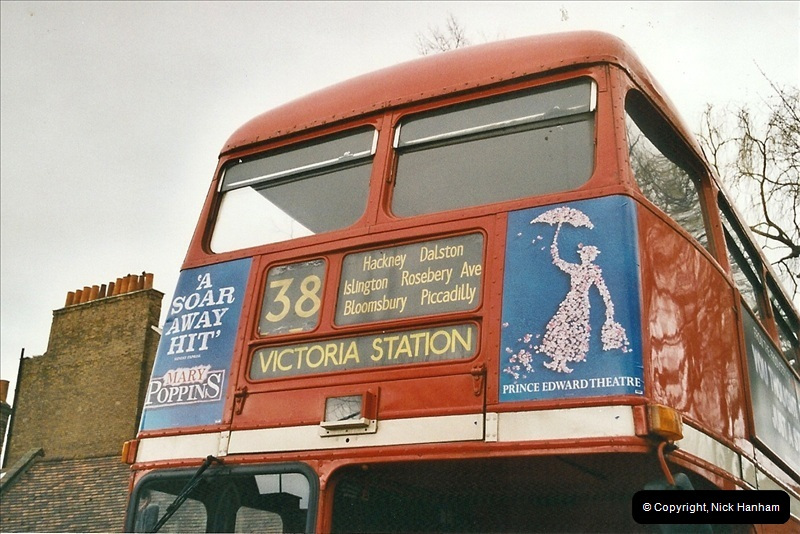 'A
SOAR
AWAY
HIT'
MARY
POPPINS
38
Hackney Dalston
Islington Rosebery Ave
Bloomsbury Piccadilly
VICTORIA STATION
PRINCE EDWARD THEATRE
© Copyright, Nick Hanham